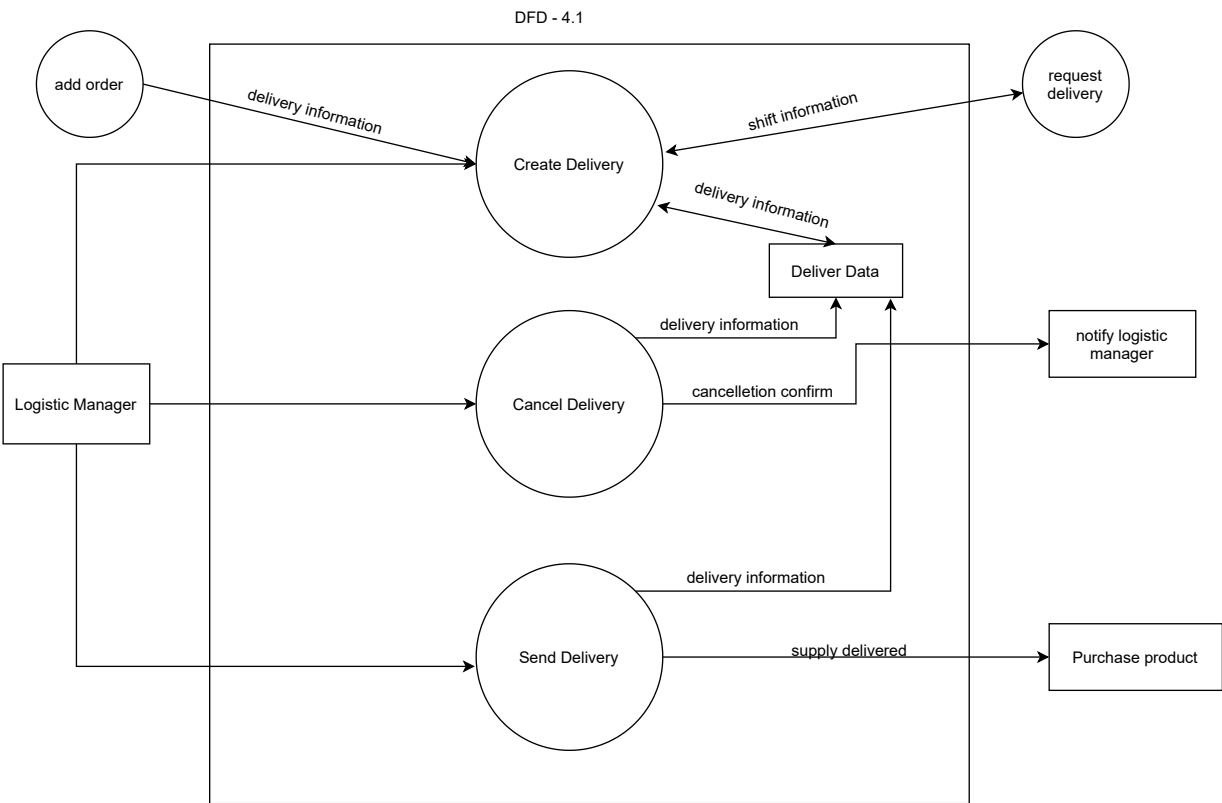 DFD - 4.1
add order
delivery information
Create Delivery
shift information
request
delivery
delivery information
Deliver Data
delivery information
notify logistic
manager
Logistic Manager
Cancel Delivery
cancelletion confirm
delivery information
Send Delivery
supply delivered
Purchase product